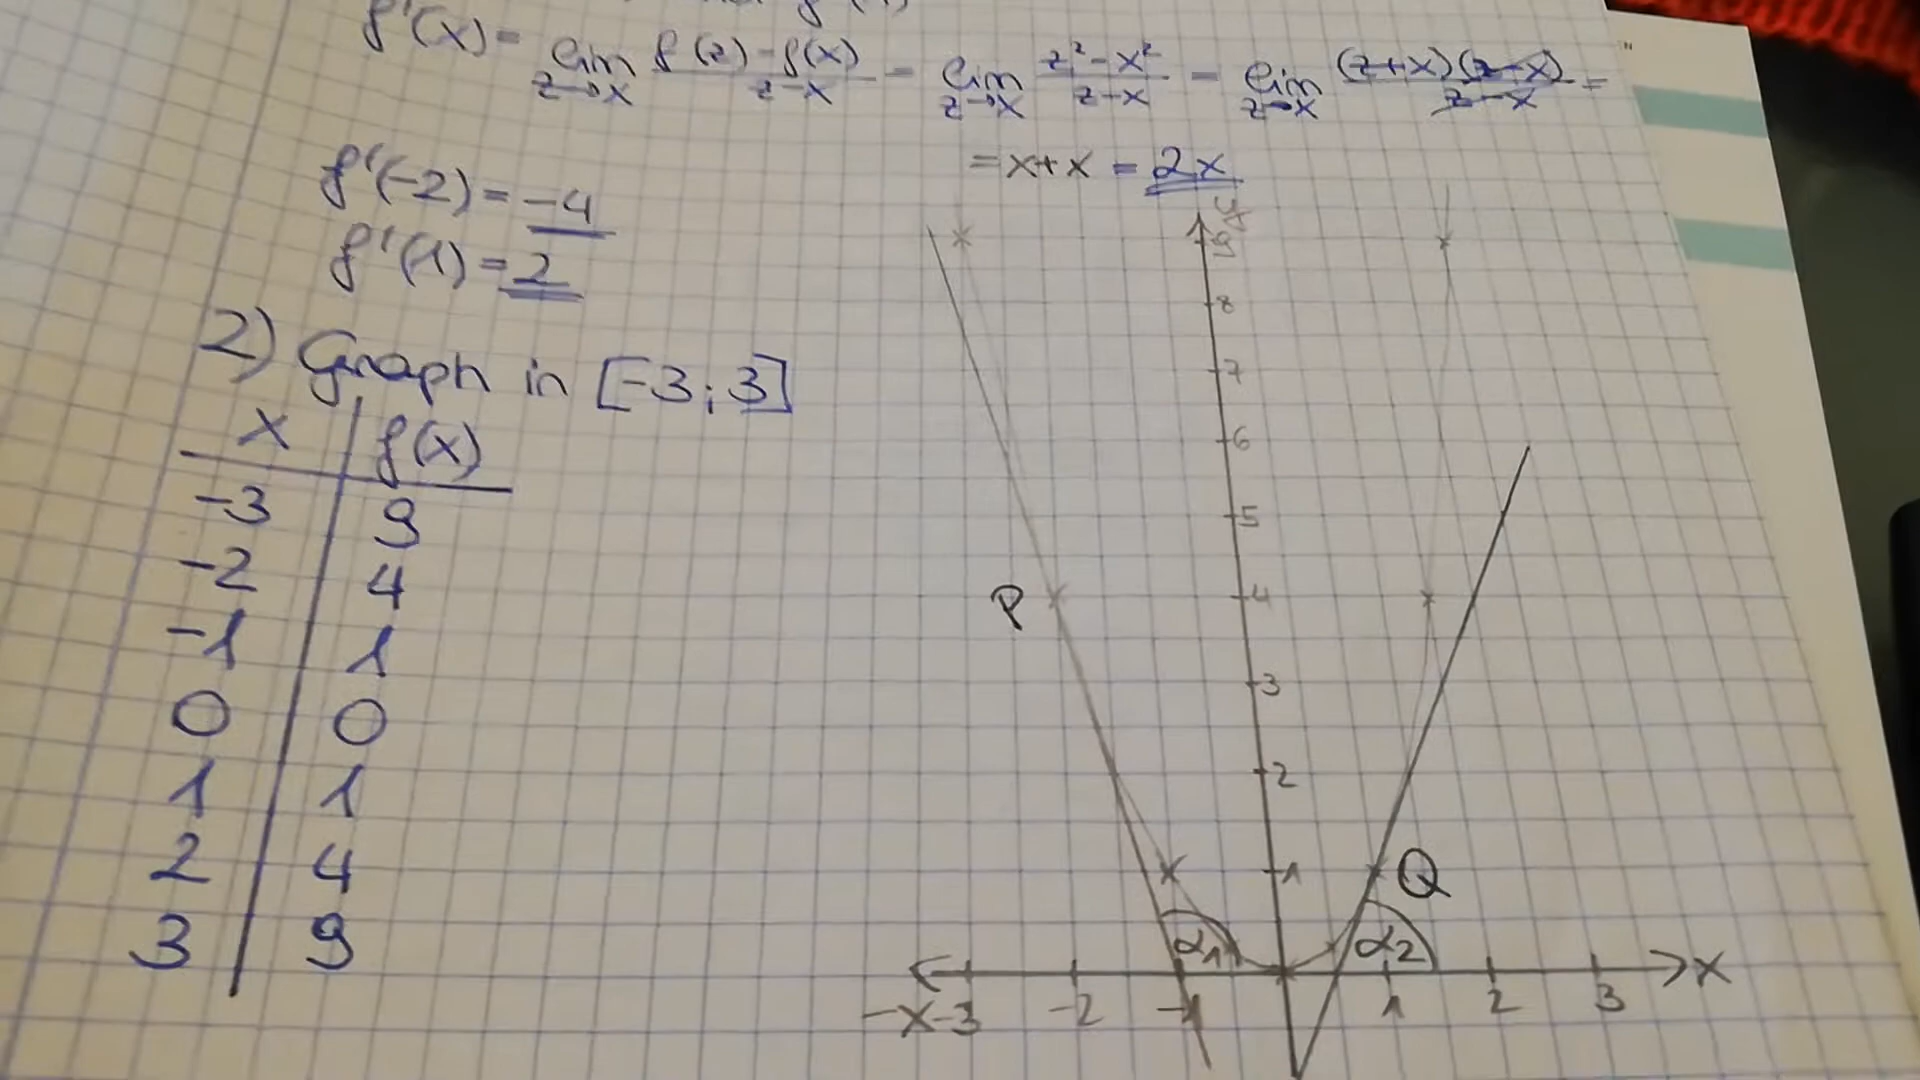 f'(x) = lim z→x f(z)-f(x) / z-x = lim z→x z²-x² / z-x = lim z→x (z+x)(z-x) / z-x =
= x+x = 2x
f'(-2) = -4
f'(1) = 2
2) Graph in [-3; 3]
x f(x)
-3 9
-2 4
-1 1
0 0
1 1
2 4
3 9
y
9
8
7
6
5
P 4
3
2
1 Q
α1 α2
-x -3 -2 -1 1 2 3 x